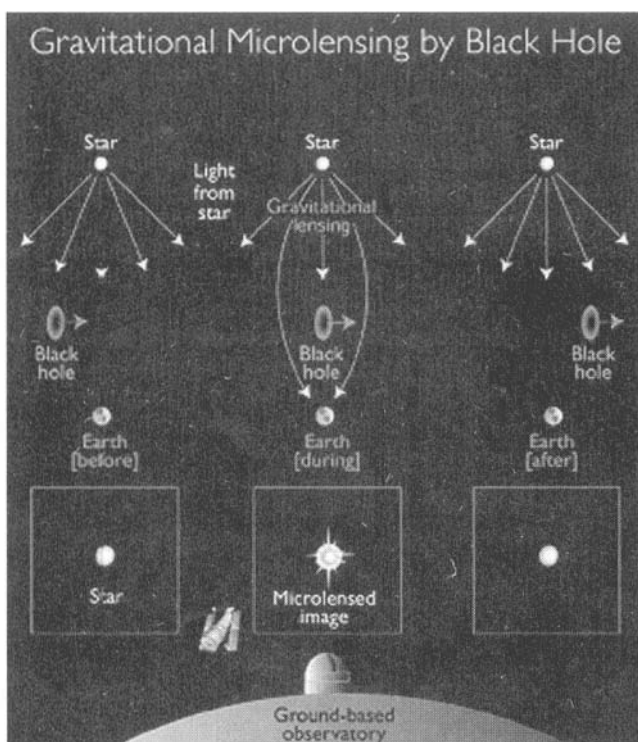 Gravitational Microlensing by Black Hole
Star
Star
Star
Light
from
star
Gravitational
lensing
Black
hole
Black
hole
Black
hole
Earth
[before]
Earth
[during]
Earth
[after]
Star
Microlensed
image
Ground-based
observatory